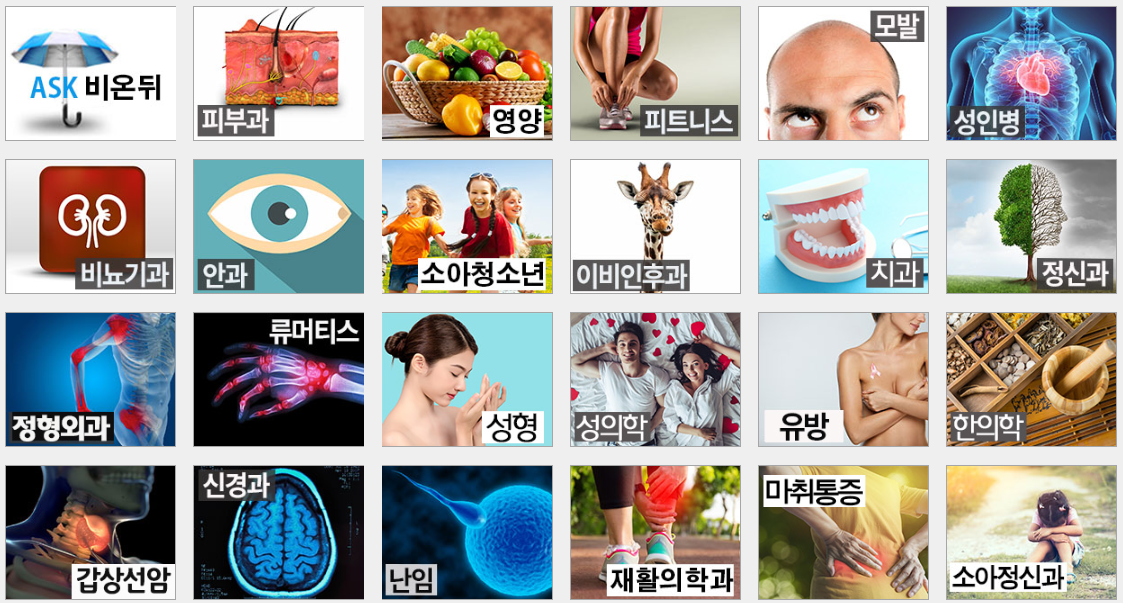 ASK 비온뒤
피부과
영양
피트니스
모발
성인병
비뇨기과
안과
소아청소년
이비인후과
치과
정신과
정형외과
류머티스
성형
성의학
유방
한의학
갑상선암
신경과
난임
재활의학과
마취통증
소아정신과